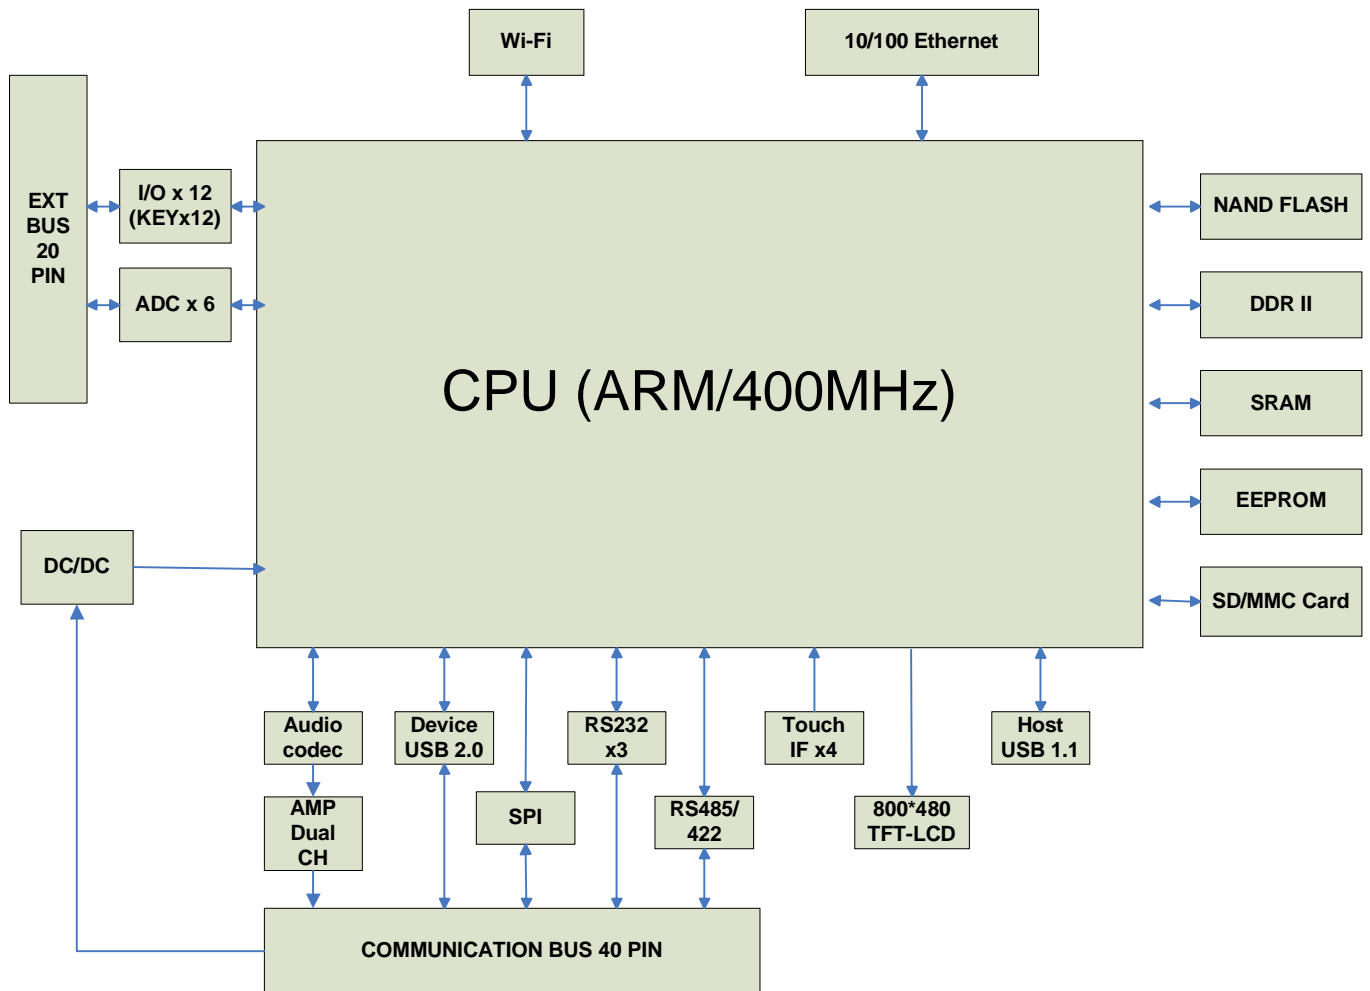 Wi-Fi
10/100 Ethernet
EXT
BUS
20
PIN
I/O x 12
(KEYx12)
ADC x 6
CPU (ARM/400MHz)
NAND FLASH
DDR II
SRAM
EEPROM
SD/MMC Card
DC/DC
Audio
codec
Device
USB 2.0
RS232
x3
Touch
IF x4
Host
USB 1.1
AMP
Dual
CH
SPI
RS485/
422
800*480
TFT-LCD
COMMUNICATION BUS 40 PIN